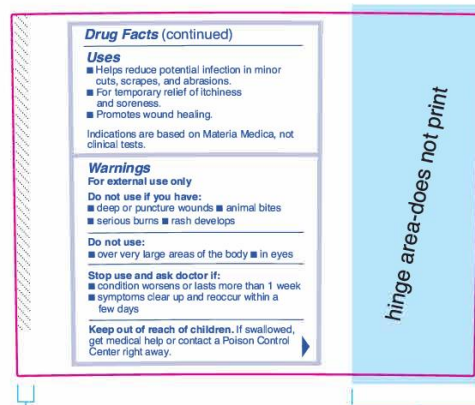 Drug Facts (continued)
Uses
■ Helps reduce potential infection in minor
cuts, scrapes, and abrasions.
■ For temporary relief of itchiness
and soreness.
■ Promotes wound healing.
Indications are based on Materia Medica, not
clinical tests.
Warnings
For external use only
Do not use if you have:
■ deep or puncture wounds ■ animal bites
■ serious burns ■ rash develops
Do not use:
■ over very large areas of the body ■ in eyes
Stop use and ask doctor if:
■ condition worsens or lasts more than 1 week
■ symptoms clear up and reoccur within a
few days
Keep out of reach of children. If swallowed,
get medical help or contact a Poison Control
Center right away.
hinge area-does not print